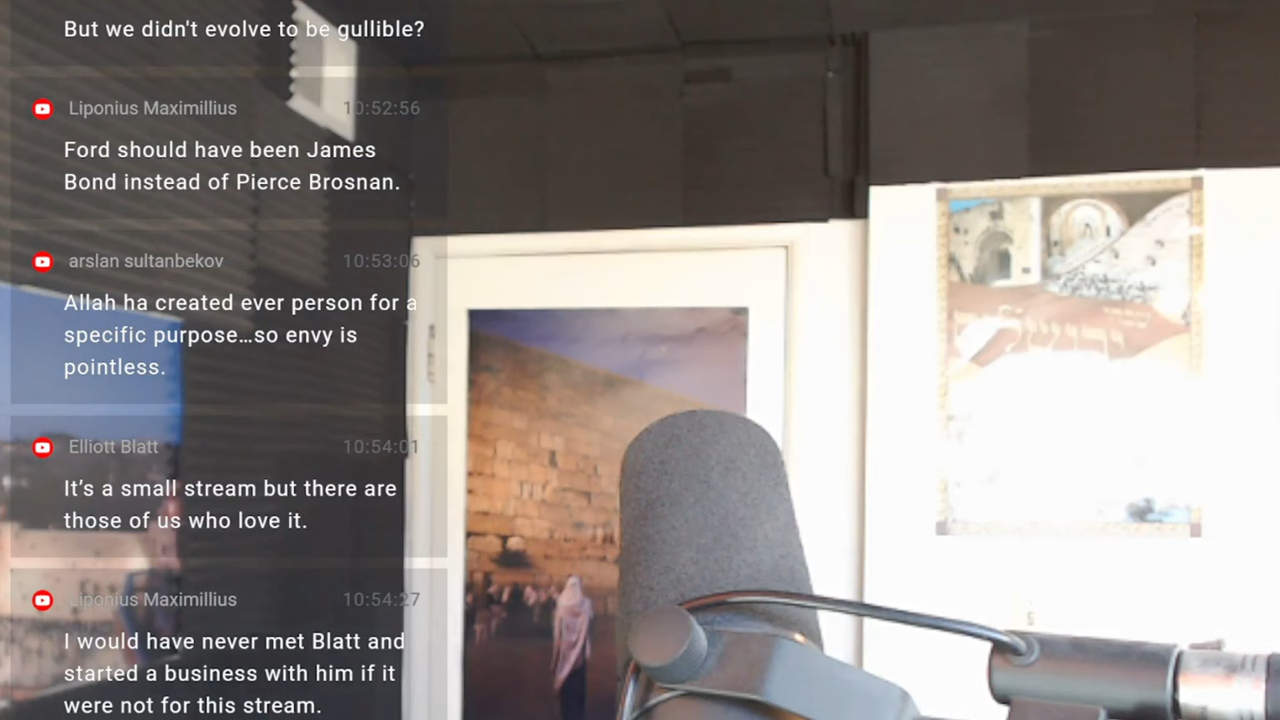 But we didn't evolve to be gullible?
Liponius Maximillius 10:52:56
Ford should have been James
Bond instead of Pierce Brosnan.
arslan sultanbekov 10:53:06
Allah ha created ever person for a
specific purpose…so envy is
pointless.
Elliott Blatt 10:54:01
It’s a small stream but there are
those of us who love it.
Liponius Maximillius 10:54:27
I would have never met Blatt and
started a business with him if it
were not for this stream.